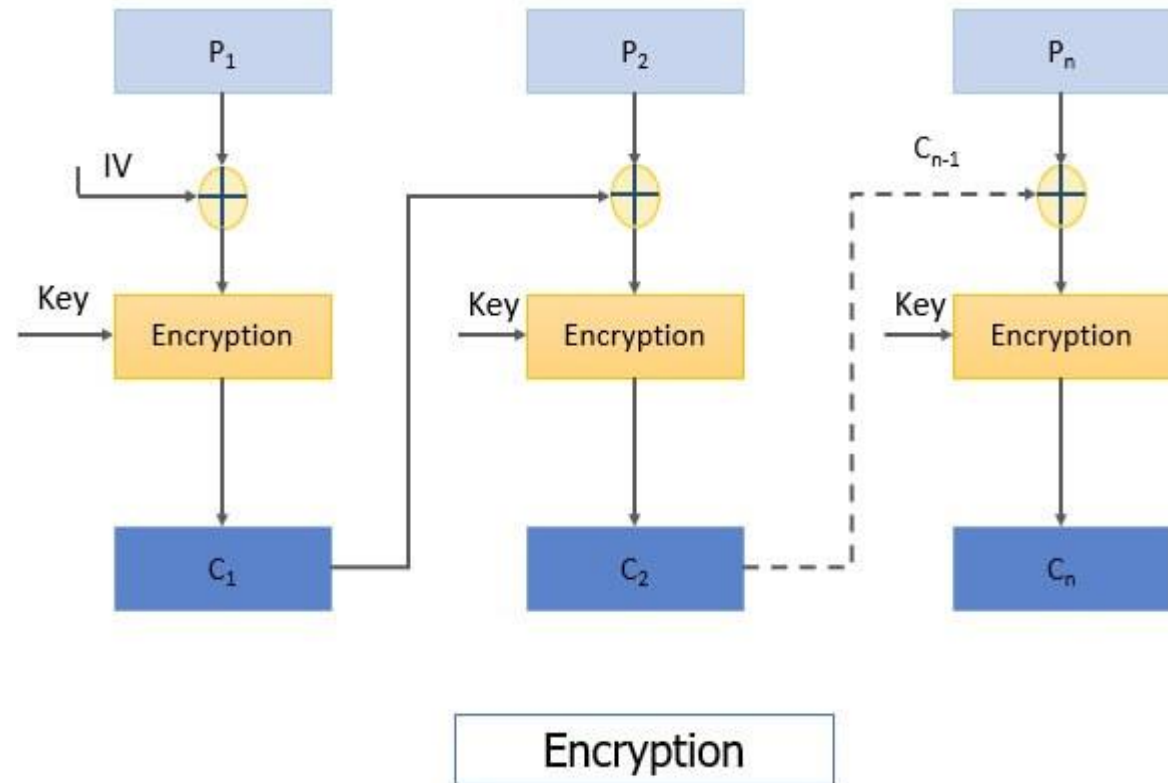 P₁ P₂ Pₙ
IV Cₙ₋₁
Key Key Key
Encryption Encryption Encryption
C₁ C₂ Cₙ
Encryption